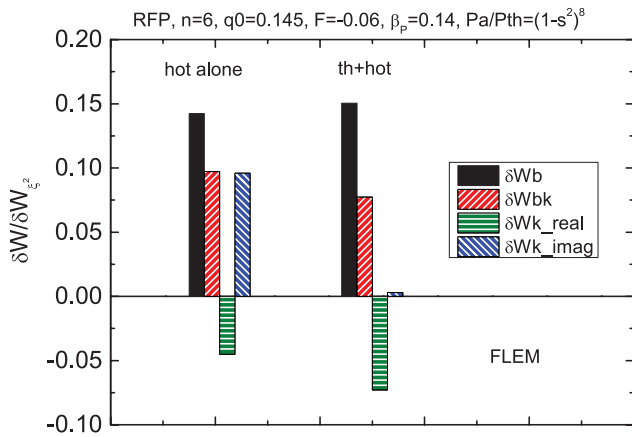 RFP, n=6, q0=0.145, F=-0.06, βP=0.14, Pa/Pth=(1-s²)⁸
0.20
hot alone th+hot
0.15
0.10
δWb
δWbk
δWk_real
δWk_imag
δW/δWξ²
0.05
0.00
-0.05
FLEM
-0.10